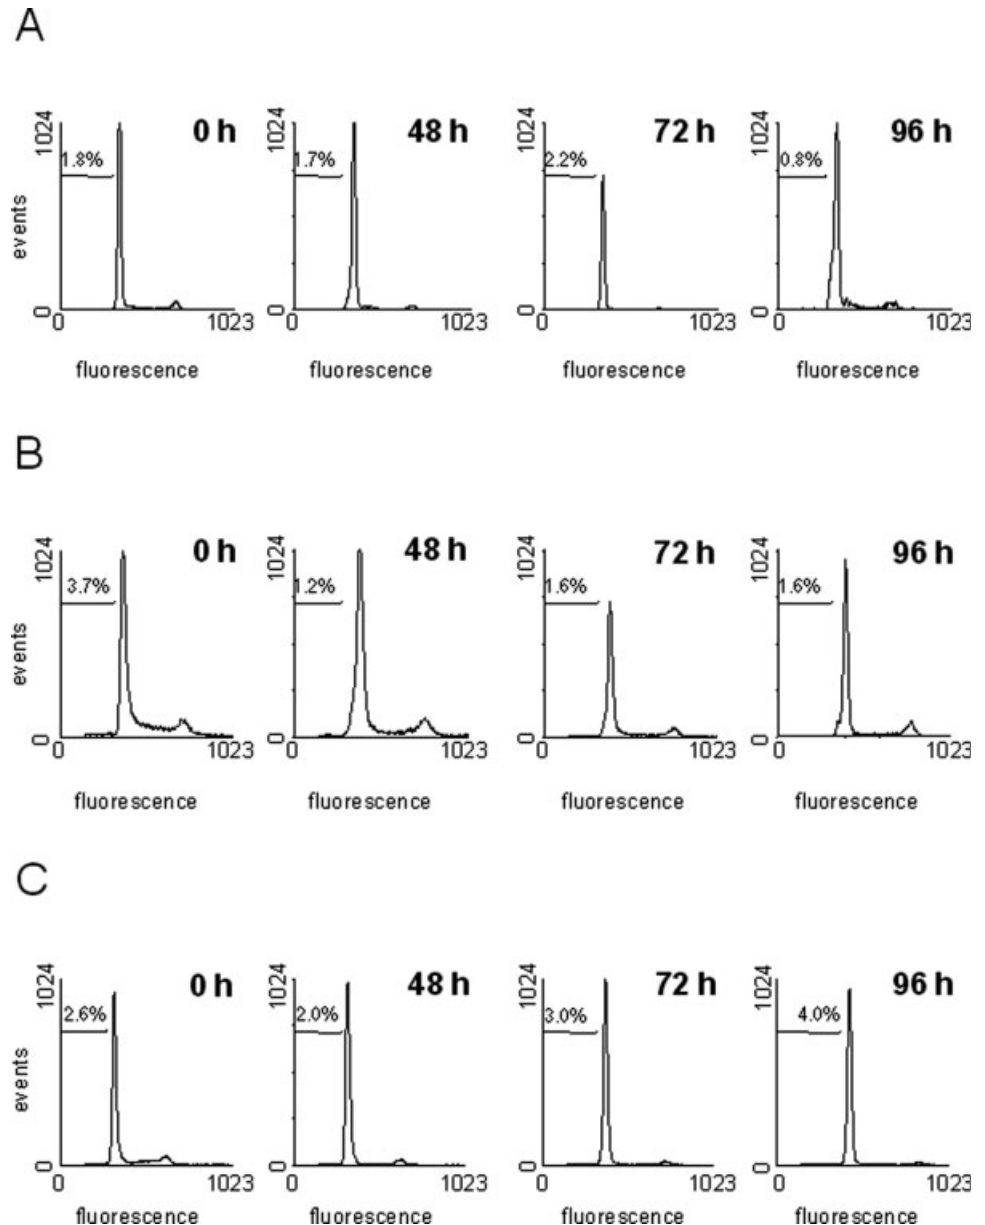 A
0 h 48 h 72 h 96 h
1024 1024 1024 1024
1.8% 1.7% 2.2% 0.8%
events
0 0 0 0
0 1023 0 1023 0 1023 0 1023
fluorescence fluorescence fluorescence fluorescence
B
0 h 48 h 72 h 96 h
1024 1024 1024 1024
3.7% 1.2% 1.6% 1.6%
events
0 0 0 0
0 1023 0 1023 0 1023 0 1023
fluorescence fluorescence fluorescence fluorescence
C
0 h 48 h 72 h 96 h
1024 1024 1024 1024
2.6% 2.0% 3.0% 4.0%
events
0 0 0 0
0 1023 0 1023 0 1023 0 1023
fluorescence fluorescence fluorescence fluorescence